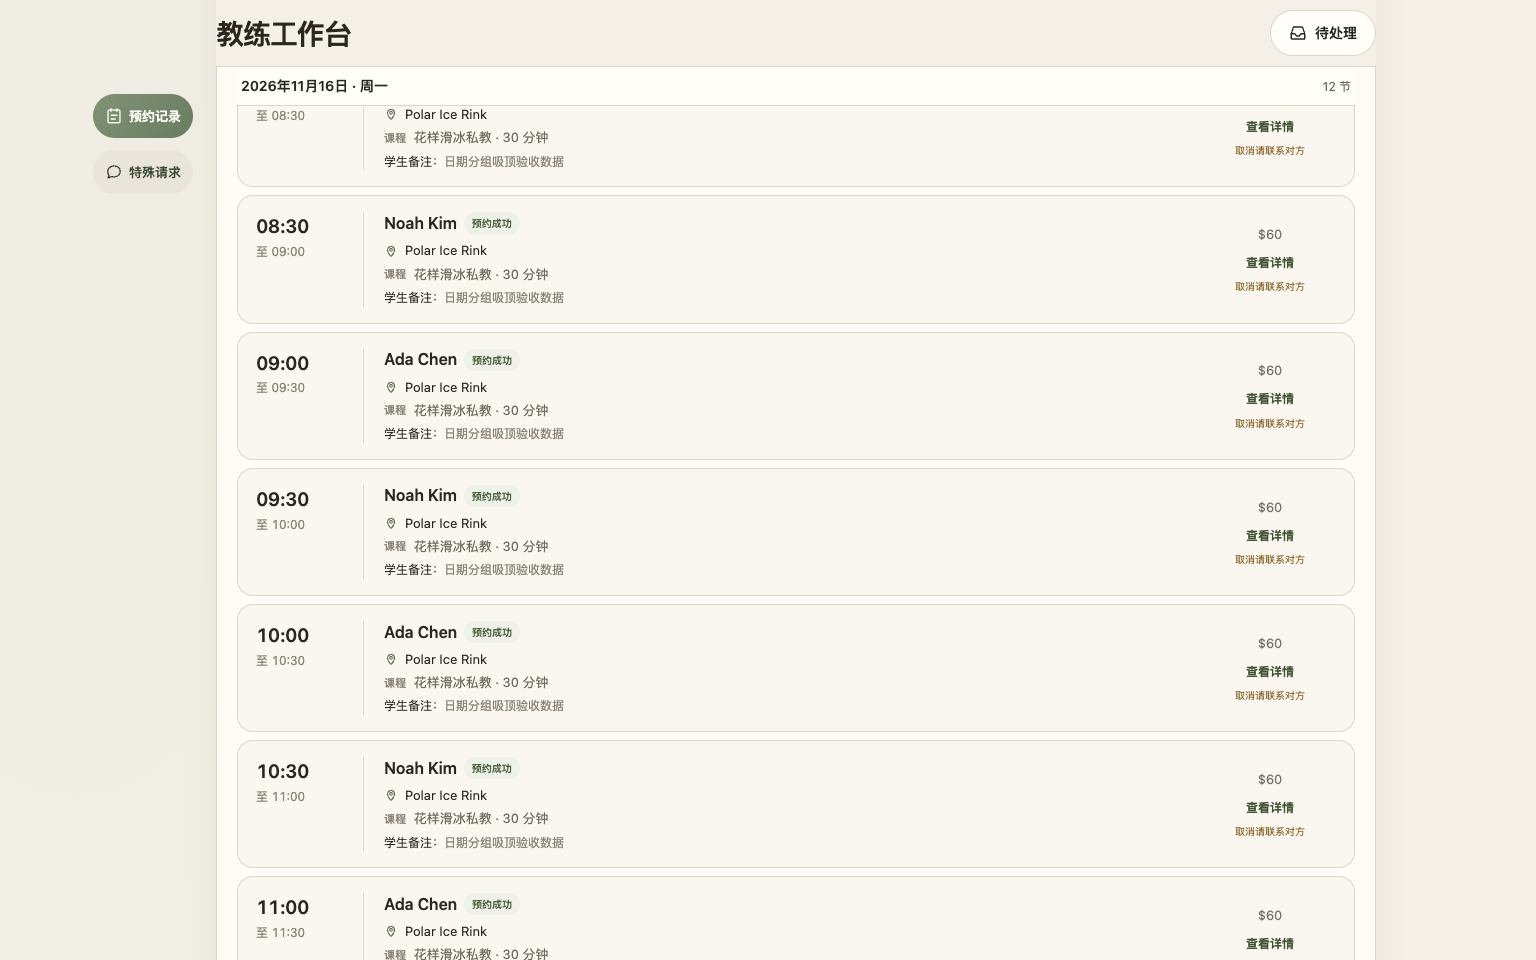 教练工作台
待处理
预约记录
特殊请求
2026年11月16日 · 周一
12 节
至 08:30
Polar Ice Rink
课程 花样滑冰私教 · 30 分钟
学生备注： 日期分组吸顶验收数据
查看详情
取消请联系对方
08:30
至 09:00
Noah Kim 预约成功
Polar Ice Rink
课程 花样滑冰私教 · 30 分钟
学生备注： 日期分组吸顶验收数据
$60
查看详情
取消请联系对方
09:00
至 09:30
Ada Chen 预约成功
Polar Ice Rink
课程 花样滑冰私教 · 30 分钟
学生备注： 日期分组吸顶验收数据
$60
查看详情
取消请联系对方
09:30
至 10:00
Noah Kim 预约成功
Polar Ice Rink
课程 花样滑冰私教 · 30 分钟
学生备注： 日期分组吸顶验收数据
$60
查看详情
取消请联系对方
10:00
至 10:30
Ada Chen 预约成功
Polar Ice Rink
课程 花样滑冰私教 · 30 分钟
学生备注： 日期分组吸顶验收数据
$60
查看详情
取消请联系对方
10:30
至 11:00
Noah Kim 预约成功
Polar Ice Rink
课程 花样滑冰私教 · 30 分钟
学生备注： 日期分组吸顶验收数据
$60
查看详情
取消请联系对方
11:00
至 11:30
Ada Chen 预约成功
Polar Ice Rink
课程 花样滑冰私教 · 30 分钟
$60
查看详情